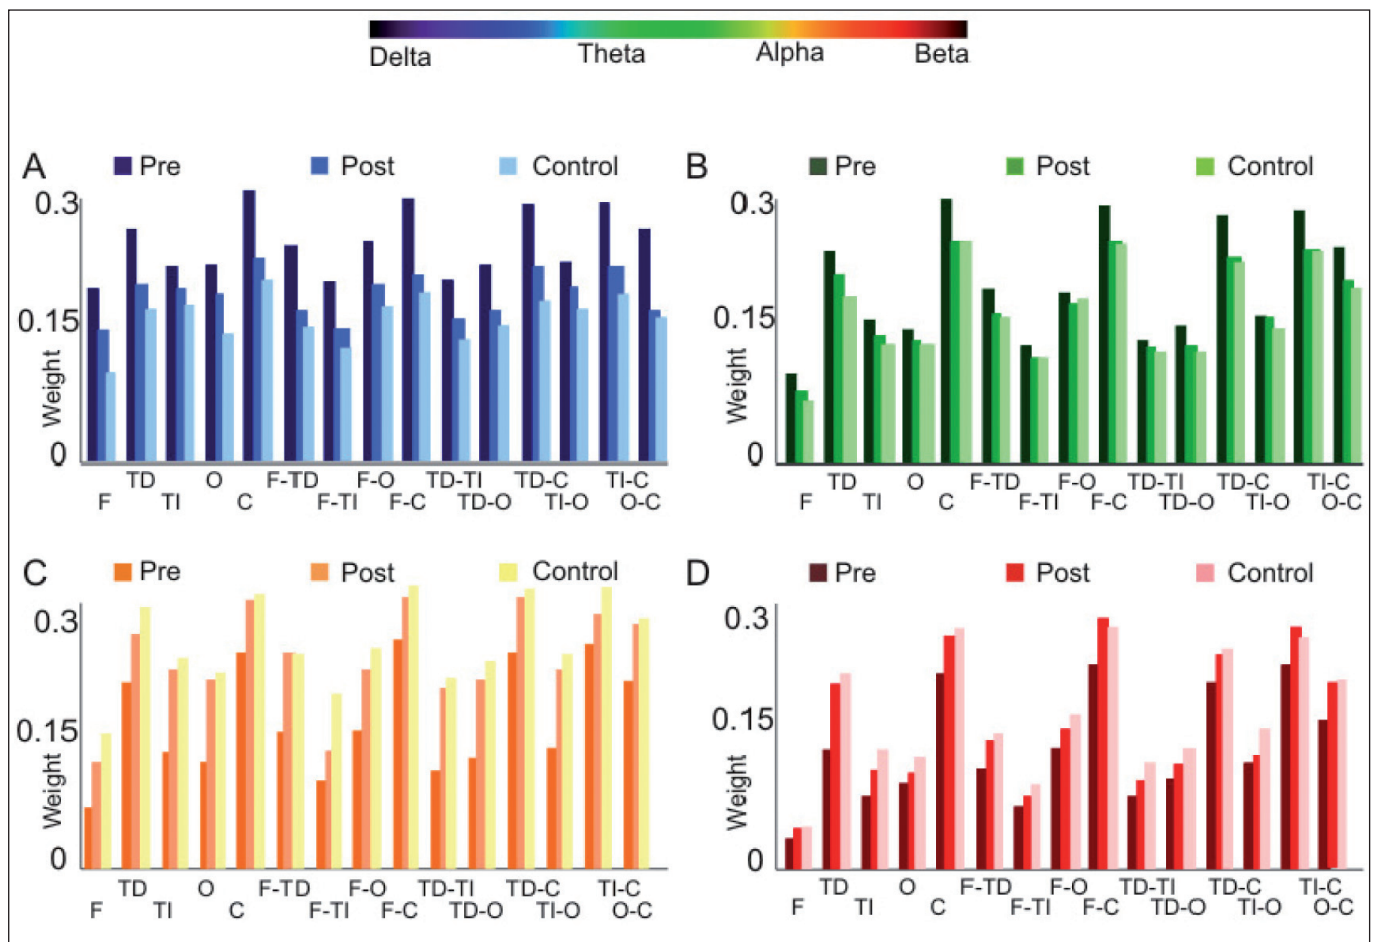 Delta Theta Alpha Beta
A Pre Post Control
0.3
0.15
0
Weight
TD O F-TD F-O TD-TI TD-C TI-C
F TI C F-TI F-C TD-O TI-O O-C
B Pre Post Control
0.3
0.15
0
Weight
TD O F-TD F-O TD-TI TD-C TI-C
F TI C F-TI F-C TD-O TI-O O-C
C Pre Post Control
0.3
0.15
0
Weight
TD O F-TD F-O TD-TI TD-C TI-C
F TI C F-TI F-C TD-O TI-O O-C
D Pre Post Control
0.3
0.15
0
Weight
TD O F-TD F-O TD-TI TD-C TI-C
F TI C F-TI F-C TD-O TI-O O-C